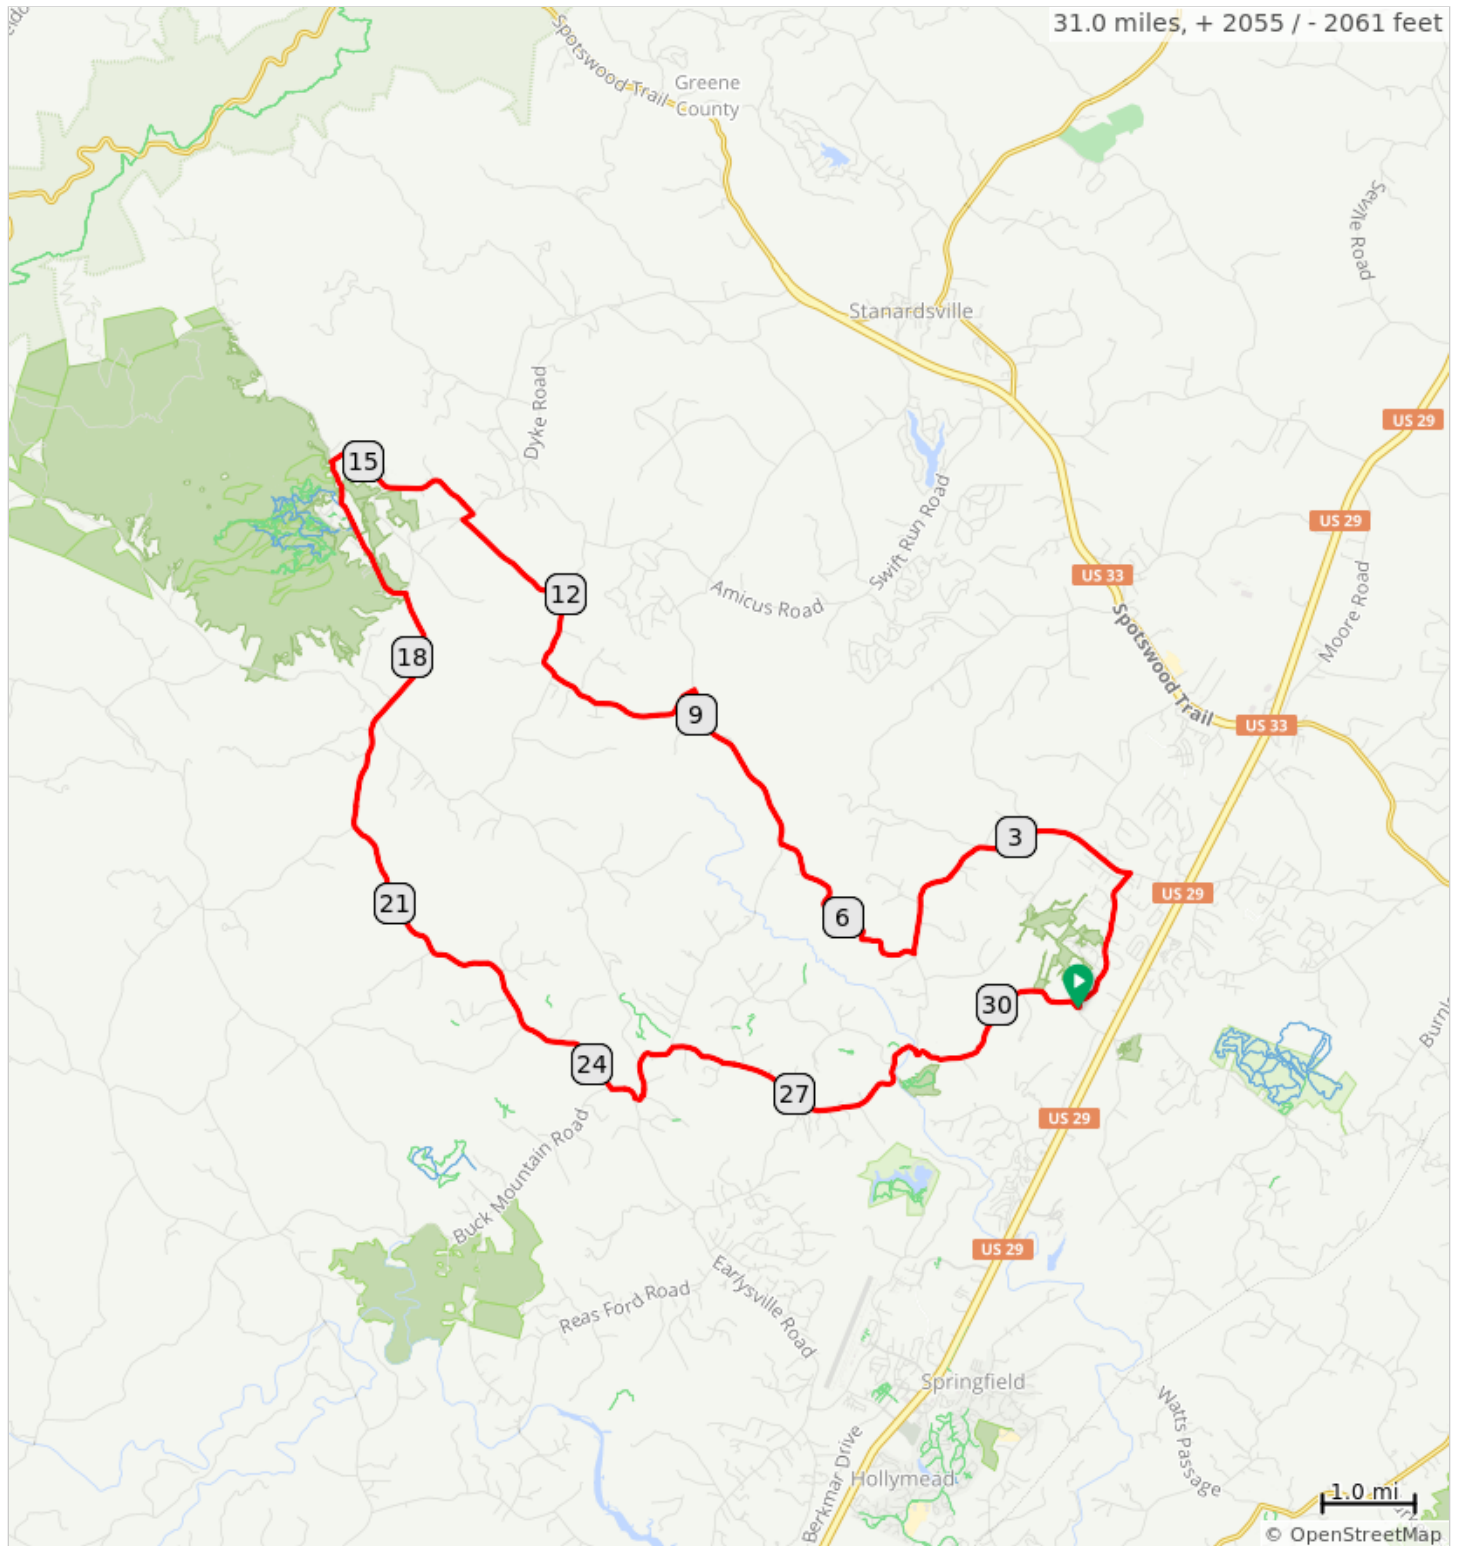 31.0 miles, + 2055 / - 2061 feet
Spotswood Trail
Greene
County
Seville Road
Stanardsville
Dyke Road
US 29
15
Swift Run Road
US 29
12
Amicus Road
US 33
Moore Road
18
Spotswood Trail
9
US 33
3
US 29
21
6
30
24
27
US 29
Buck Mountain Road
US 29
Earlysville Road
Reas Ford Road
Springfield
Watts Passage
Berkmar Drive
Hollymead
1.0 mi
© OpenStreetMap